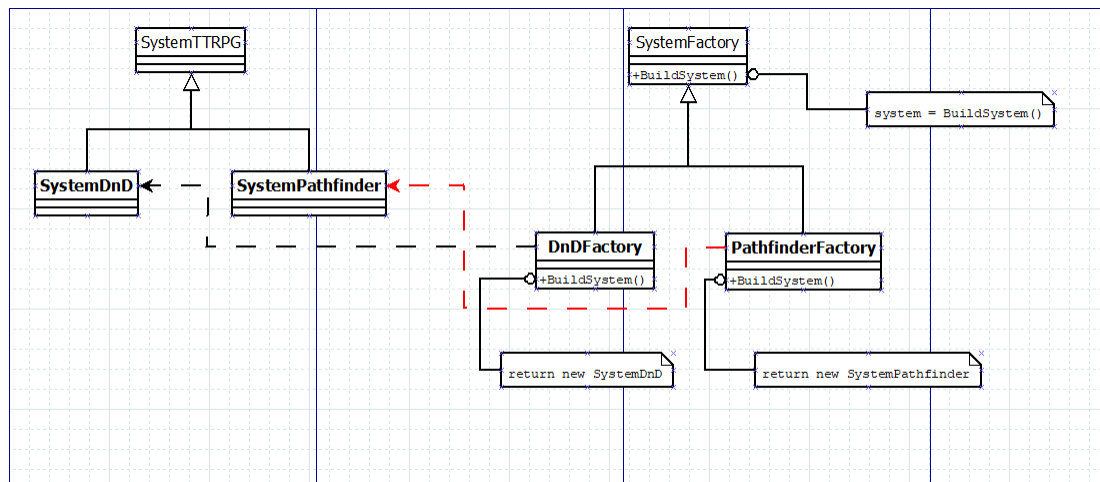 SystemTTRPG
SystemFactory
+BuildSystem()
system = BuildSystem()
SystemDnD
SystemPathfinder
DnDFactory
+BuildSystem()
PathfinderFactory
+BuildSystem()
return new SystemDnD
return new SystemPathfinder